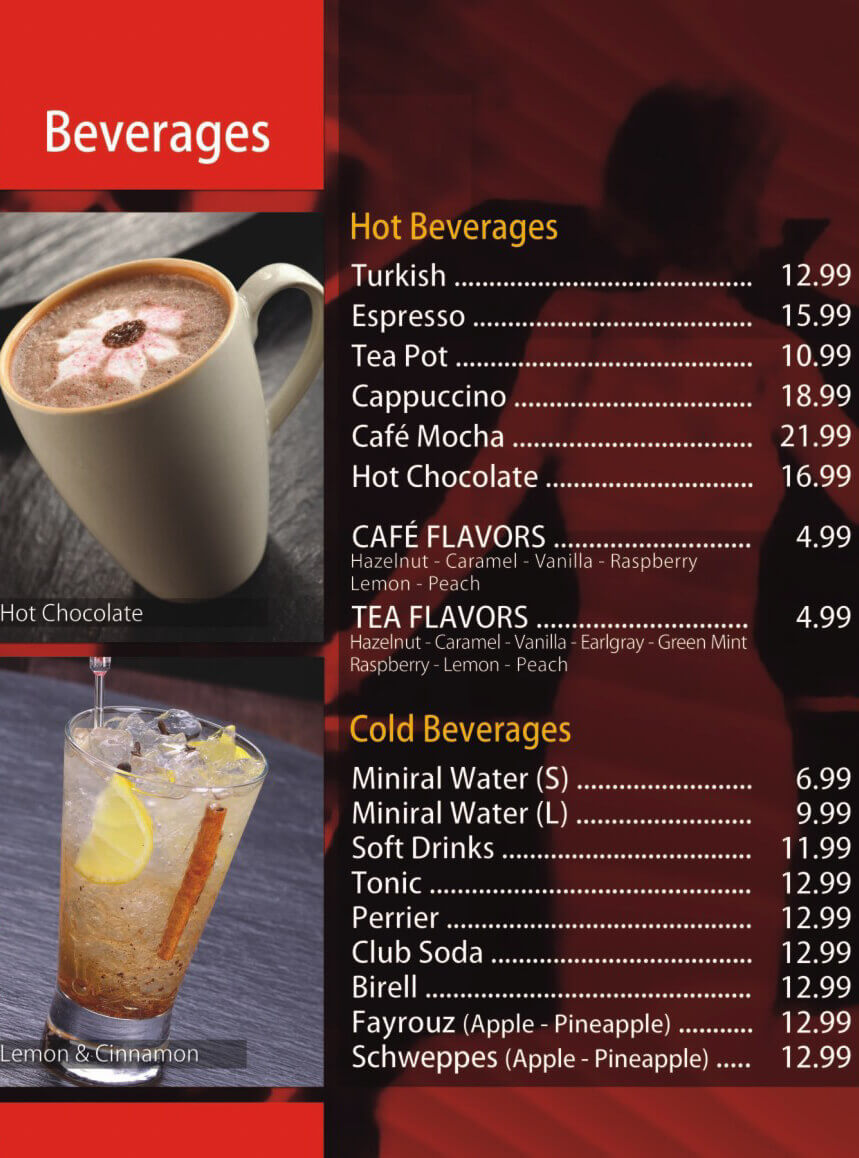 Beverages
Hot Beverages
Turkish ........................................... 12.99
Espresso ........................................ 15.99
Tea Pot ........................................... 10.99
Cappuccino .................................. 18.99
Café Mocha ................................... 21.99
Hot Chocolate .............................. 16.99
CAFÉ FLAVORS ............................. 4.99
Hazelnut - Caramel - Vanilla - Raspberry
Lemon - Peach
TEA FLAVORS ............................... 4.99
Hazelnut - Caramel - Vanilla - Earlgray - Green Mint
Raspberry - Lemon - Peach
Hot Chocolate
Cold Beverages
Miniral Water (S) ......................... 6.99
Miniral Water (L) ......................... 9.99
Soft Drinks .................................... 11.99
Tonic .............................................. 12.99
Perrier ............................................ 12.99
Club Soda ...................................... 12.99
Birell ............................................... 12.99
Fayrouz (Apple - Pineapple) ........... 12.99
Schweppes (Apple - Pineapple) ..... 12.99
Lemon & Cinnamon